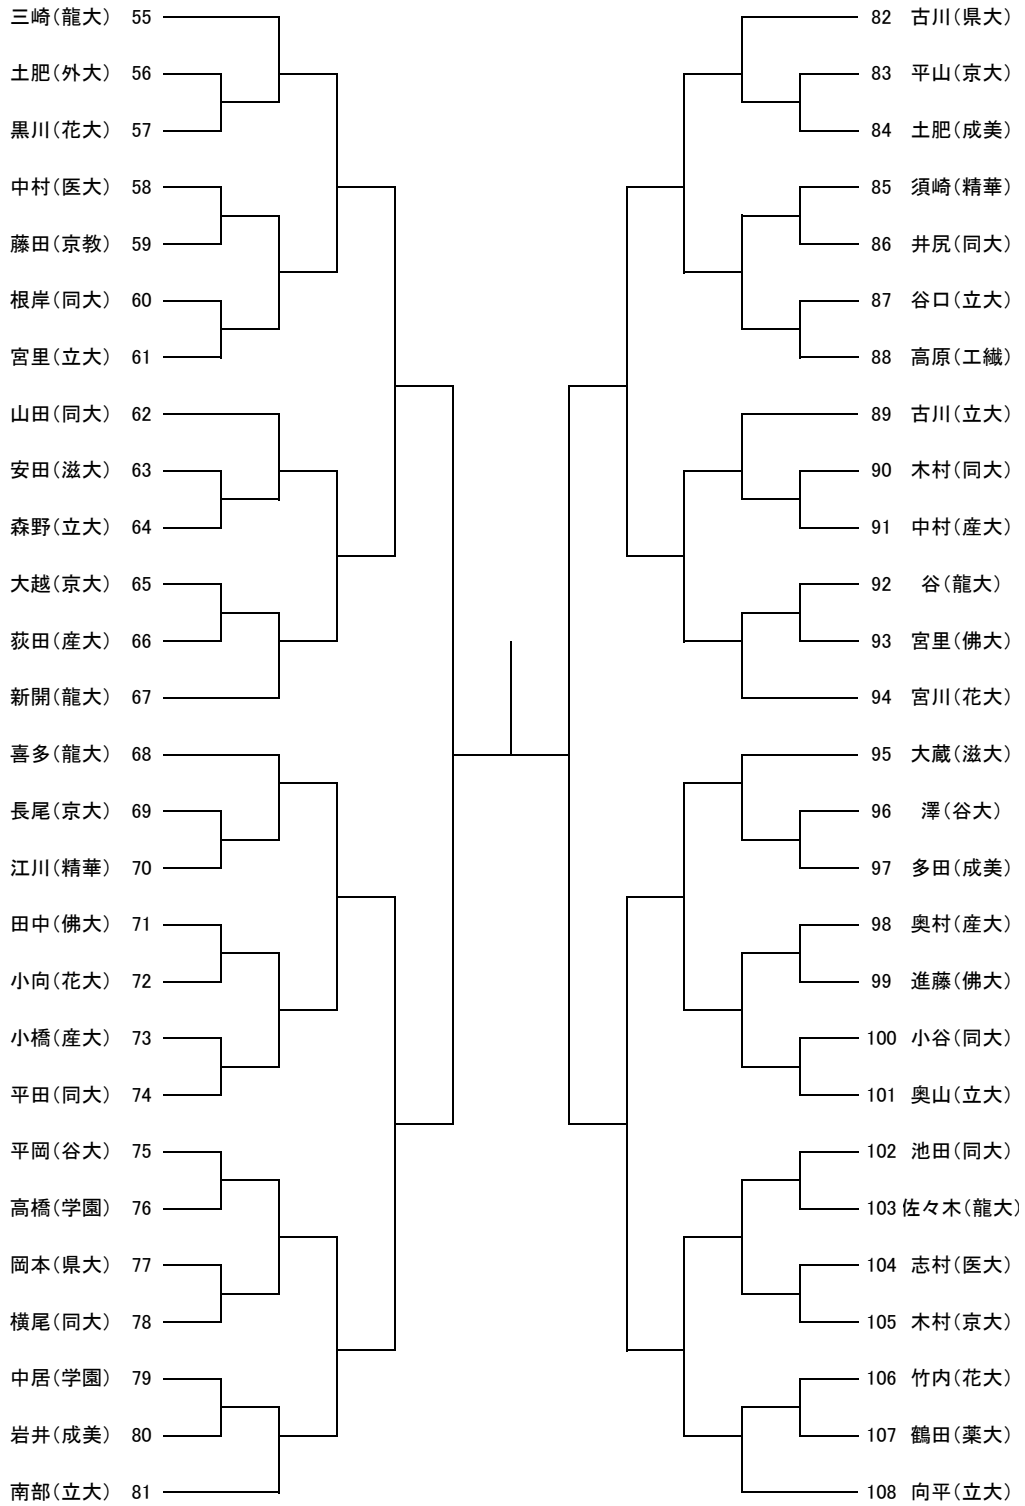 三崎(龍大) 55
土肥(外大) 56
黒川(花大) 57
中村(医大) 58
藤田(京教) 59
根岸(同大) 60
宮里(立大) 61
山田(同大) 62
安田(滋大) 63
森野(立大) 64
大越(京大) 65
荻田(産大) 66
新開(龍大) 67
喜多(龍大) 68
長尾(京大) 69
江川(精華) 70
田中(佛大) 71
小向(花大) 72
小橋(産大) 73
平田(同大) 74
平岡(谷大) 75
高橋(学園) 76
岡本(県大) 77
横尾(同大) 78
中居(学園) 79
岩井(成美) 80
南部(立大) 81
82 古川(県大)
83 平山(京大)
84 土肥(成美)
85 須崎(精華)
86 井尻(同大)
87 谷口(立大)
88 高原(工繊)
89 古川(立大)
90 木村(同大)
91 中村(産大)
92 谷(龍大)
93 宮里(佛大)
94 宮川(花大)
95 大蔵(滋大)
96 澤(谷大)
97 多田(成美)
98 奥村(産大)
99 進藤(佛大)
100 小谷(同大)
101 奥山(立大)
102 池田(同大)
103 佐々木(龍大)
104 志村(医大)
105 木村(京大)
106 竹内(花大)
107 鶴田(薬大)
108 向平(立大)